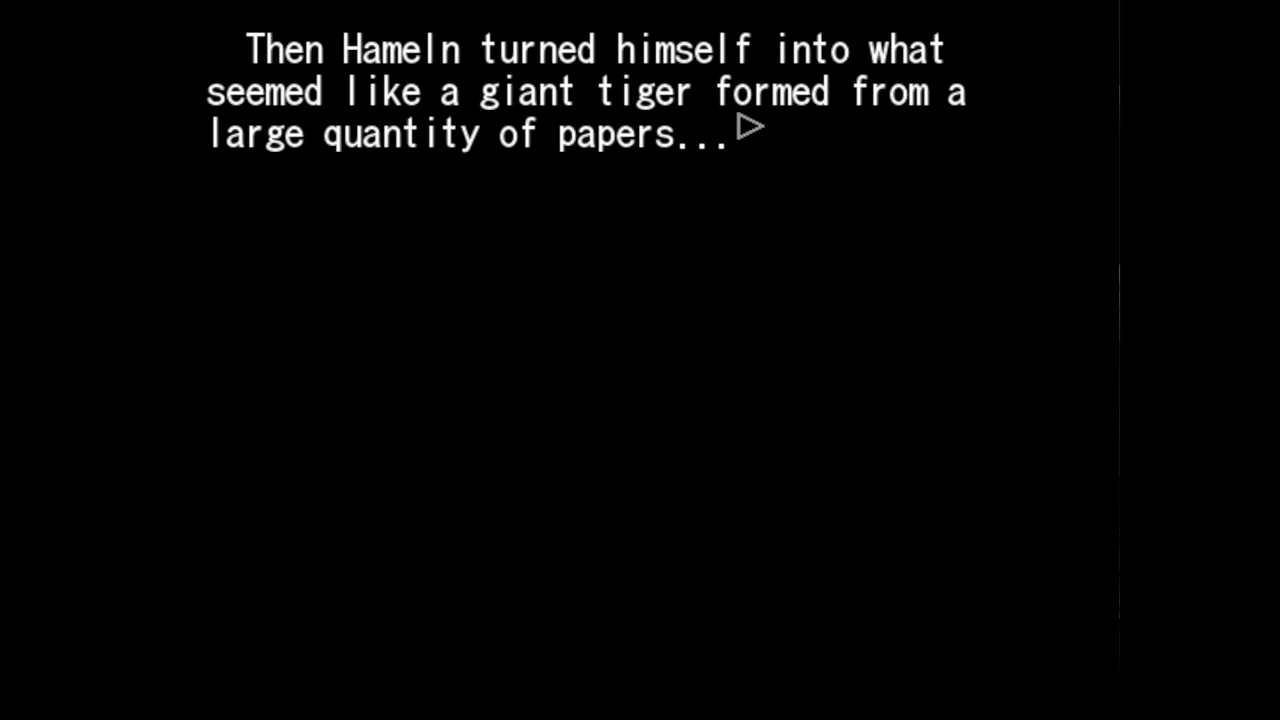 Then Hameln turned himself into what
seemed like a giant tiger formed from a
large quantity of papers...